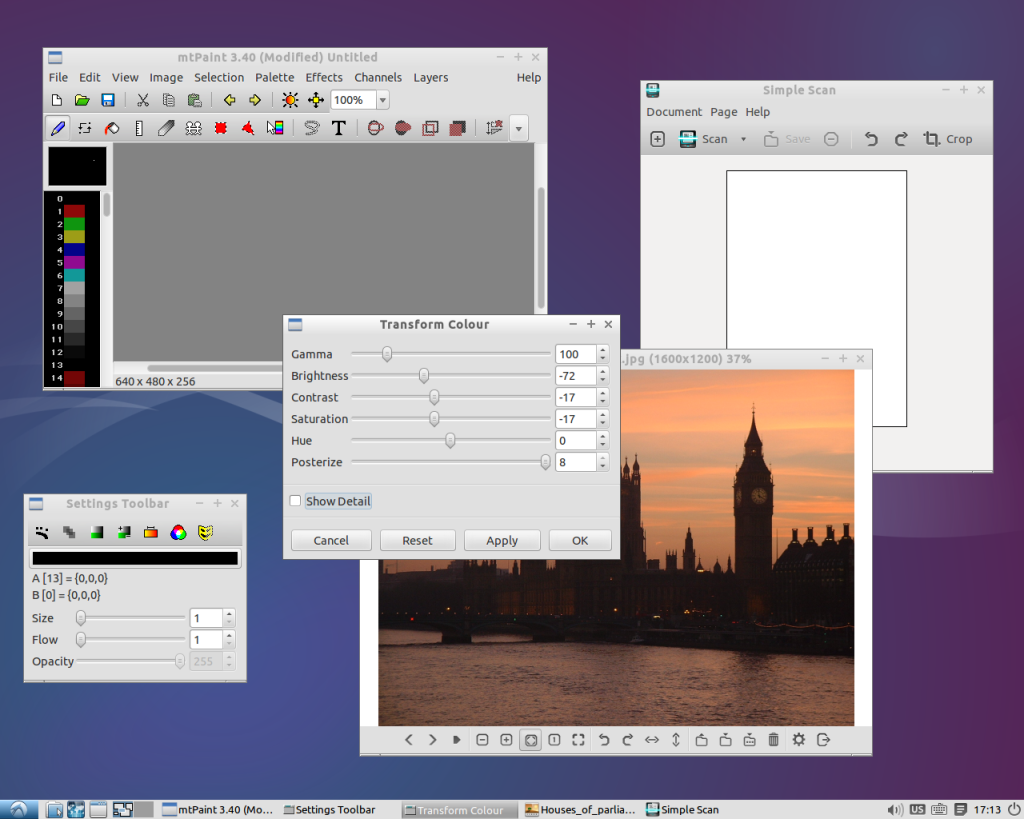 mtPaint 3.40 (Modified) Untitled
File Edit View Image Selection Palette Effects Channels Layers Help
100%
T
0
1
2
3
4
5
6
7
8
9
10
11
12
13
14
640 x 480 x 256
Simple Scan
Document Page Help
Scan Save Crop
Transform Colour
Gamma 100
Brightness -72
Contrast -17
Saturation -17
Hue 0
Posterize 8
Show Detail
Cancel Reset Apply OK
.jpg (1600x1200) 37%
1
Settings Toolbar
A [13] = {0,0,0}
B [0] = {0,0,0}
Size 1
Flow 1
Opacity 255
mtPaint 3.40 (Mo... Settings Toolbar Transform Colour Houses_of_parlia... Simple Scan US 17:13